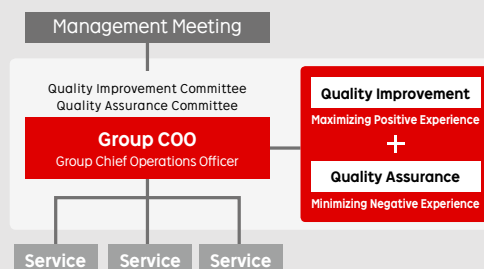 Management Meeting
Quality Improvement Committee
Quality Assurance Committee
Group COO
Group Chief Operations Officer
Quality Improvement
Maximizing Positive Experience
+
Quality Assurance
Minimizing Negative Experience
Service
Service
Service